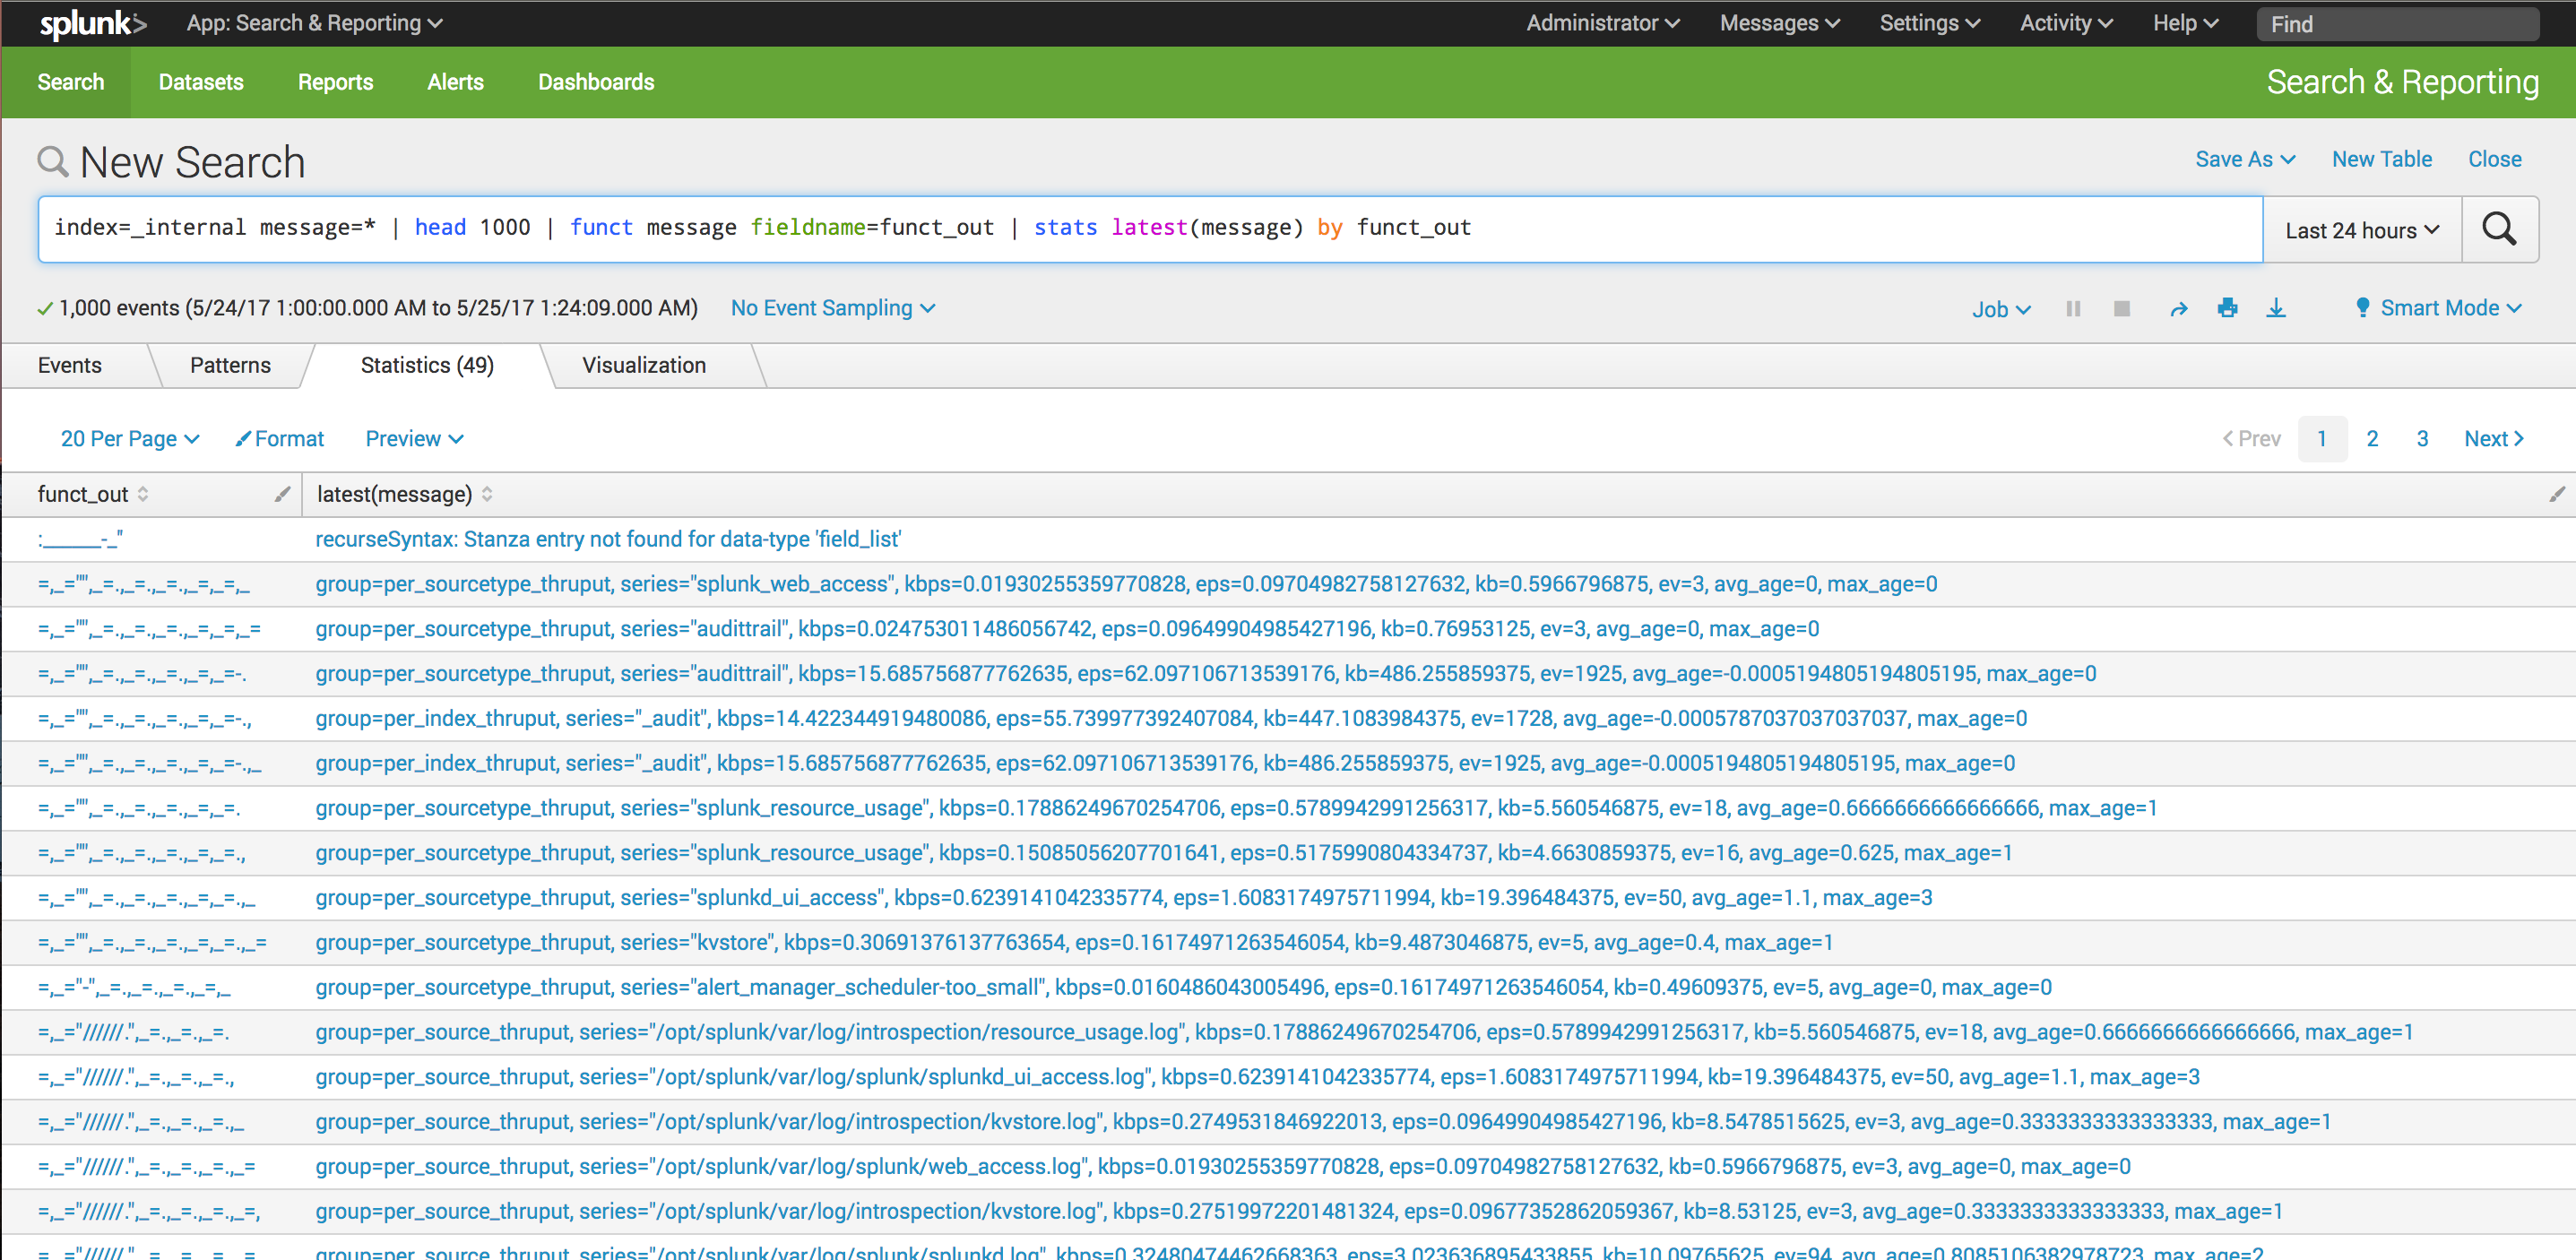 splunk> App: Search & Reporting Administrator Messages Settings Activity Help Find
Search Datasets Reports Alerts Dashboards Search & Reporting
New Search Save As New Table Close
index=_internal message=* | head 1000 | funct message fieldname=funct_out | stats latest(message) by funct_out Last 24 hours
1,000 events (5/24/17 1:00:00.000 AM to 5/25/17 1:24:09.000 AM) No Event Sampling Job Smart Mode
Events Patterns Statistics (49) Visualization
20 Per Page Format Preview < Prev 1 2 3 Next >
funct_out latest(message)
:______-_" recurseSyntax: Stanza entry not found for data-type 'field_list'
=,_="",_=.,_=.,_=.,_=,_=,_ group=per_sourcetype_thruput, series="splunk_web_access", kbps=0.01930255359770828, eps=0.09704982758127632, kb=0.5966796875, ev=3, avg_age=0, max_age=0
=,_="",_=.,_=.,_=.,_=,_=,_= group=per_sourcetype_thruput, series="audittrail", kbps=0.024753011486056742, eps=0.09649904985427196, kb=0.76953125, ev=3, avg_age=0, max_age=0
=,_="",_=.,_=.,_=.,_=,_=-. group=per_sourcetype_thruput, series="audittrail", kbps=15.685756877762635, eps=62.097106713539176, kb=486.255859375, ev=1925, avg_age=-0.0005194805194805195, max_age=0
=,_="",_=.,_=.,_=.,_=,_=-., group=per_index_thruput, series="_audit", kbps=14.422344919480086, eps=55.739977392407084, kb=447.1083984375, ev=1728, avg_age=-0.0005787037037037037, max_age=0
=,_="",_=.,_=.,_=.,_=,_=-.,_ group=per_index_thruput, series="_audit", kbps=15.685756877762635, eps=62.097106713539176, kb=486.255859375, ev=1925, avg_age=-0.0005194805194805195, max_age=0
=,_="",_=.,_=.,_=.,_=,_=. group=per_sourcetype_thruput, series="splunk_resource_usage", kbps=0.17886249670254706, eps=0.5789942991256317, kb=5.560546875, ev=18, avg_age=0.6666666666666666, max_age=1
=,_="",_=.,_=.,_=.,_=,_=., group=per_sourcetype_thruput, series="splunk_resource_usage", kbps=0.15085056207701641, eps=0.5175990804334737, kb=4.6630859375, ev=16, avg_age=0.625, max_age=1
=,_="",_=.,_=.,_=.,_=,_=.,_ group=per_sourcetype_thruput, series="splunkd_ui_access", kbps=0.6239141042335774, eps=1.6083174975711994, kb=19.396484375, ev=50, avg_age=1.1, max_age=3
=,_="",_=.,_=.,_=.,_=,_=.,_= group=per_sourcetype_thruput, series="kvstore", kbps=0.30691376137763654, eps=0.16174971263546054, kb=9.4873046875, ev=5, avg_age=0.4, max_age=1
=,_="-",_=.,_=.,_=.,_=,_ group=per_sourcetype_thruput, series="alert_manager_scheduler-too_small", kbps=0.0160486043005496, eps=0.16174971263546054, kb=0.49609375, ev=5, avg_age=0, max_age=0
=,_="//////.",_=.,_=.,_=. group=per_source_thruput, series="/opt/splunk/var/log/introspection/resource_usage.log", kbps=0.17886249670254706, eps=0.5789942991256317, kb=5.560546875, ev=18, avg_age=0.6666666666666666, max_age=1
=,_="//////.",_=.,_=.,_=., group=per_source_thruput, series="/opt/splunk/var/log/splunk/splunkd_ui_access.log", kbps=0.6239141042335774, eps=1.6083174975711994, kb=19.396484375, ev=50, avg_age=1.1, max_age=3
=,_="//////.",_=.,_=.,_=.,_ group=per_source_thruput, series="/opt/splunk/var/log/introspection/kvstore.log", kbps=0.2749531846922013, eps=0.09649904985427196, kb=8.5478515625, ev=3, avg_age=0.3333333333333333, max_age=1
=,_="//////.",_=.,_=.,_=.,_= group=per_source_thruput, series="/opt/splunk/var/log/splunk/web_access.log", kbps=0.01930255359770828, eps=0.09704982758127632, kb=0.5966796875, ev=3, avg_age=0, max_age=0
=,_="//////.",_=.,_=.,_=.,_=, group=per_source_thruput, series="/opt/splunk/var/log/introspection/kvstore.log", kbps=0.27519972201481324, eps=0.09677352862059367, kb=8.53125, ev=3, avg_age=0.3333333333333333, max_age=1
group=per_source_thruput, series="/opt/splunk/var/log/splunk/splunkd.log", kbps=0.32480474462668363, eps=3.023636895433855, kb=10.09765625, ev=94, avg_age=0.8085106382978723, max_age=2